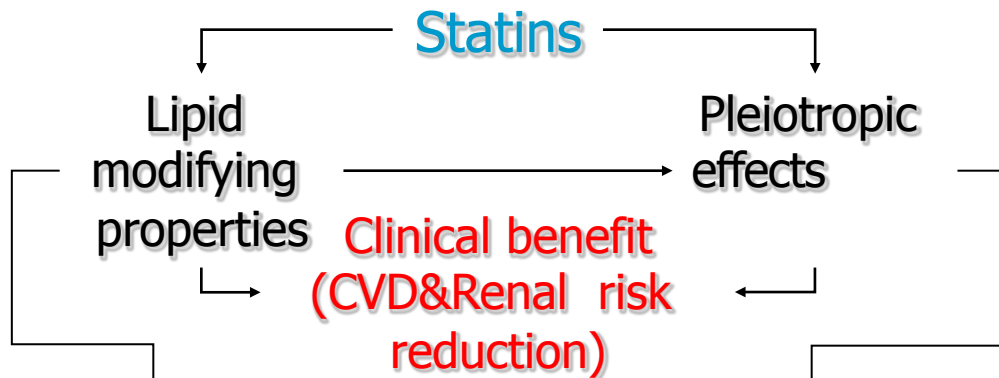 Statins
Lipid
modifying
properties
Pleiotropic
effects
Clinical benefit
(CVD&Renal risk
reduction)